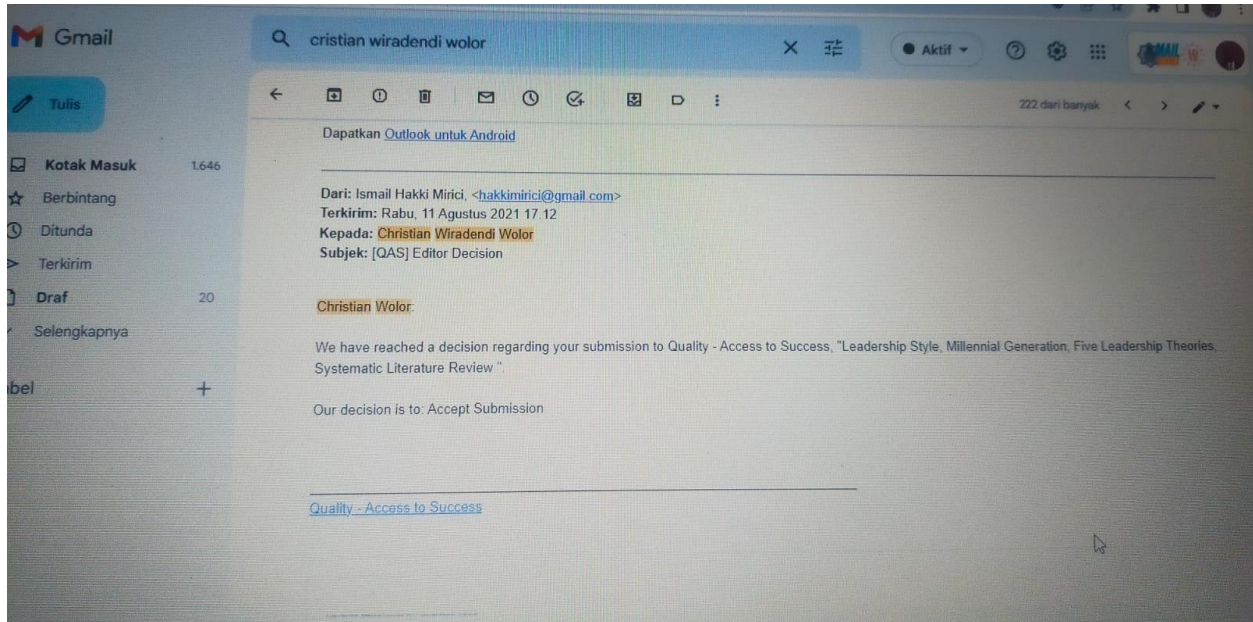 Gmail
cristian wiradendi wolor
Aktif
Tulis
222 dari banyak
Kotak Masuk 1.646
Berbintang
Ditunda
Terkirim
Draf 20
Selengkapnya
Dapatkan Outlook untuk Android
Dari: Ismail Hakki Mirici, <hakkimirici@gmail.com>
Terkirim: Rabu, 11 Agustus 2021 17.12
Kepada: Christian Wiradendi Wolor
Subjek: [QAS] Editor Decision
Christian Wolor:
We have reached a decision regarding your submission to Quality - Access to Success, "Leadership Style, Millennial Generation, Five Leadership Theories,
Systematic Literature Review ".
Our decision is to: Accept Submission
Quality - Access to Success